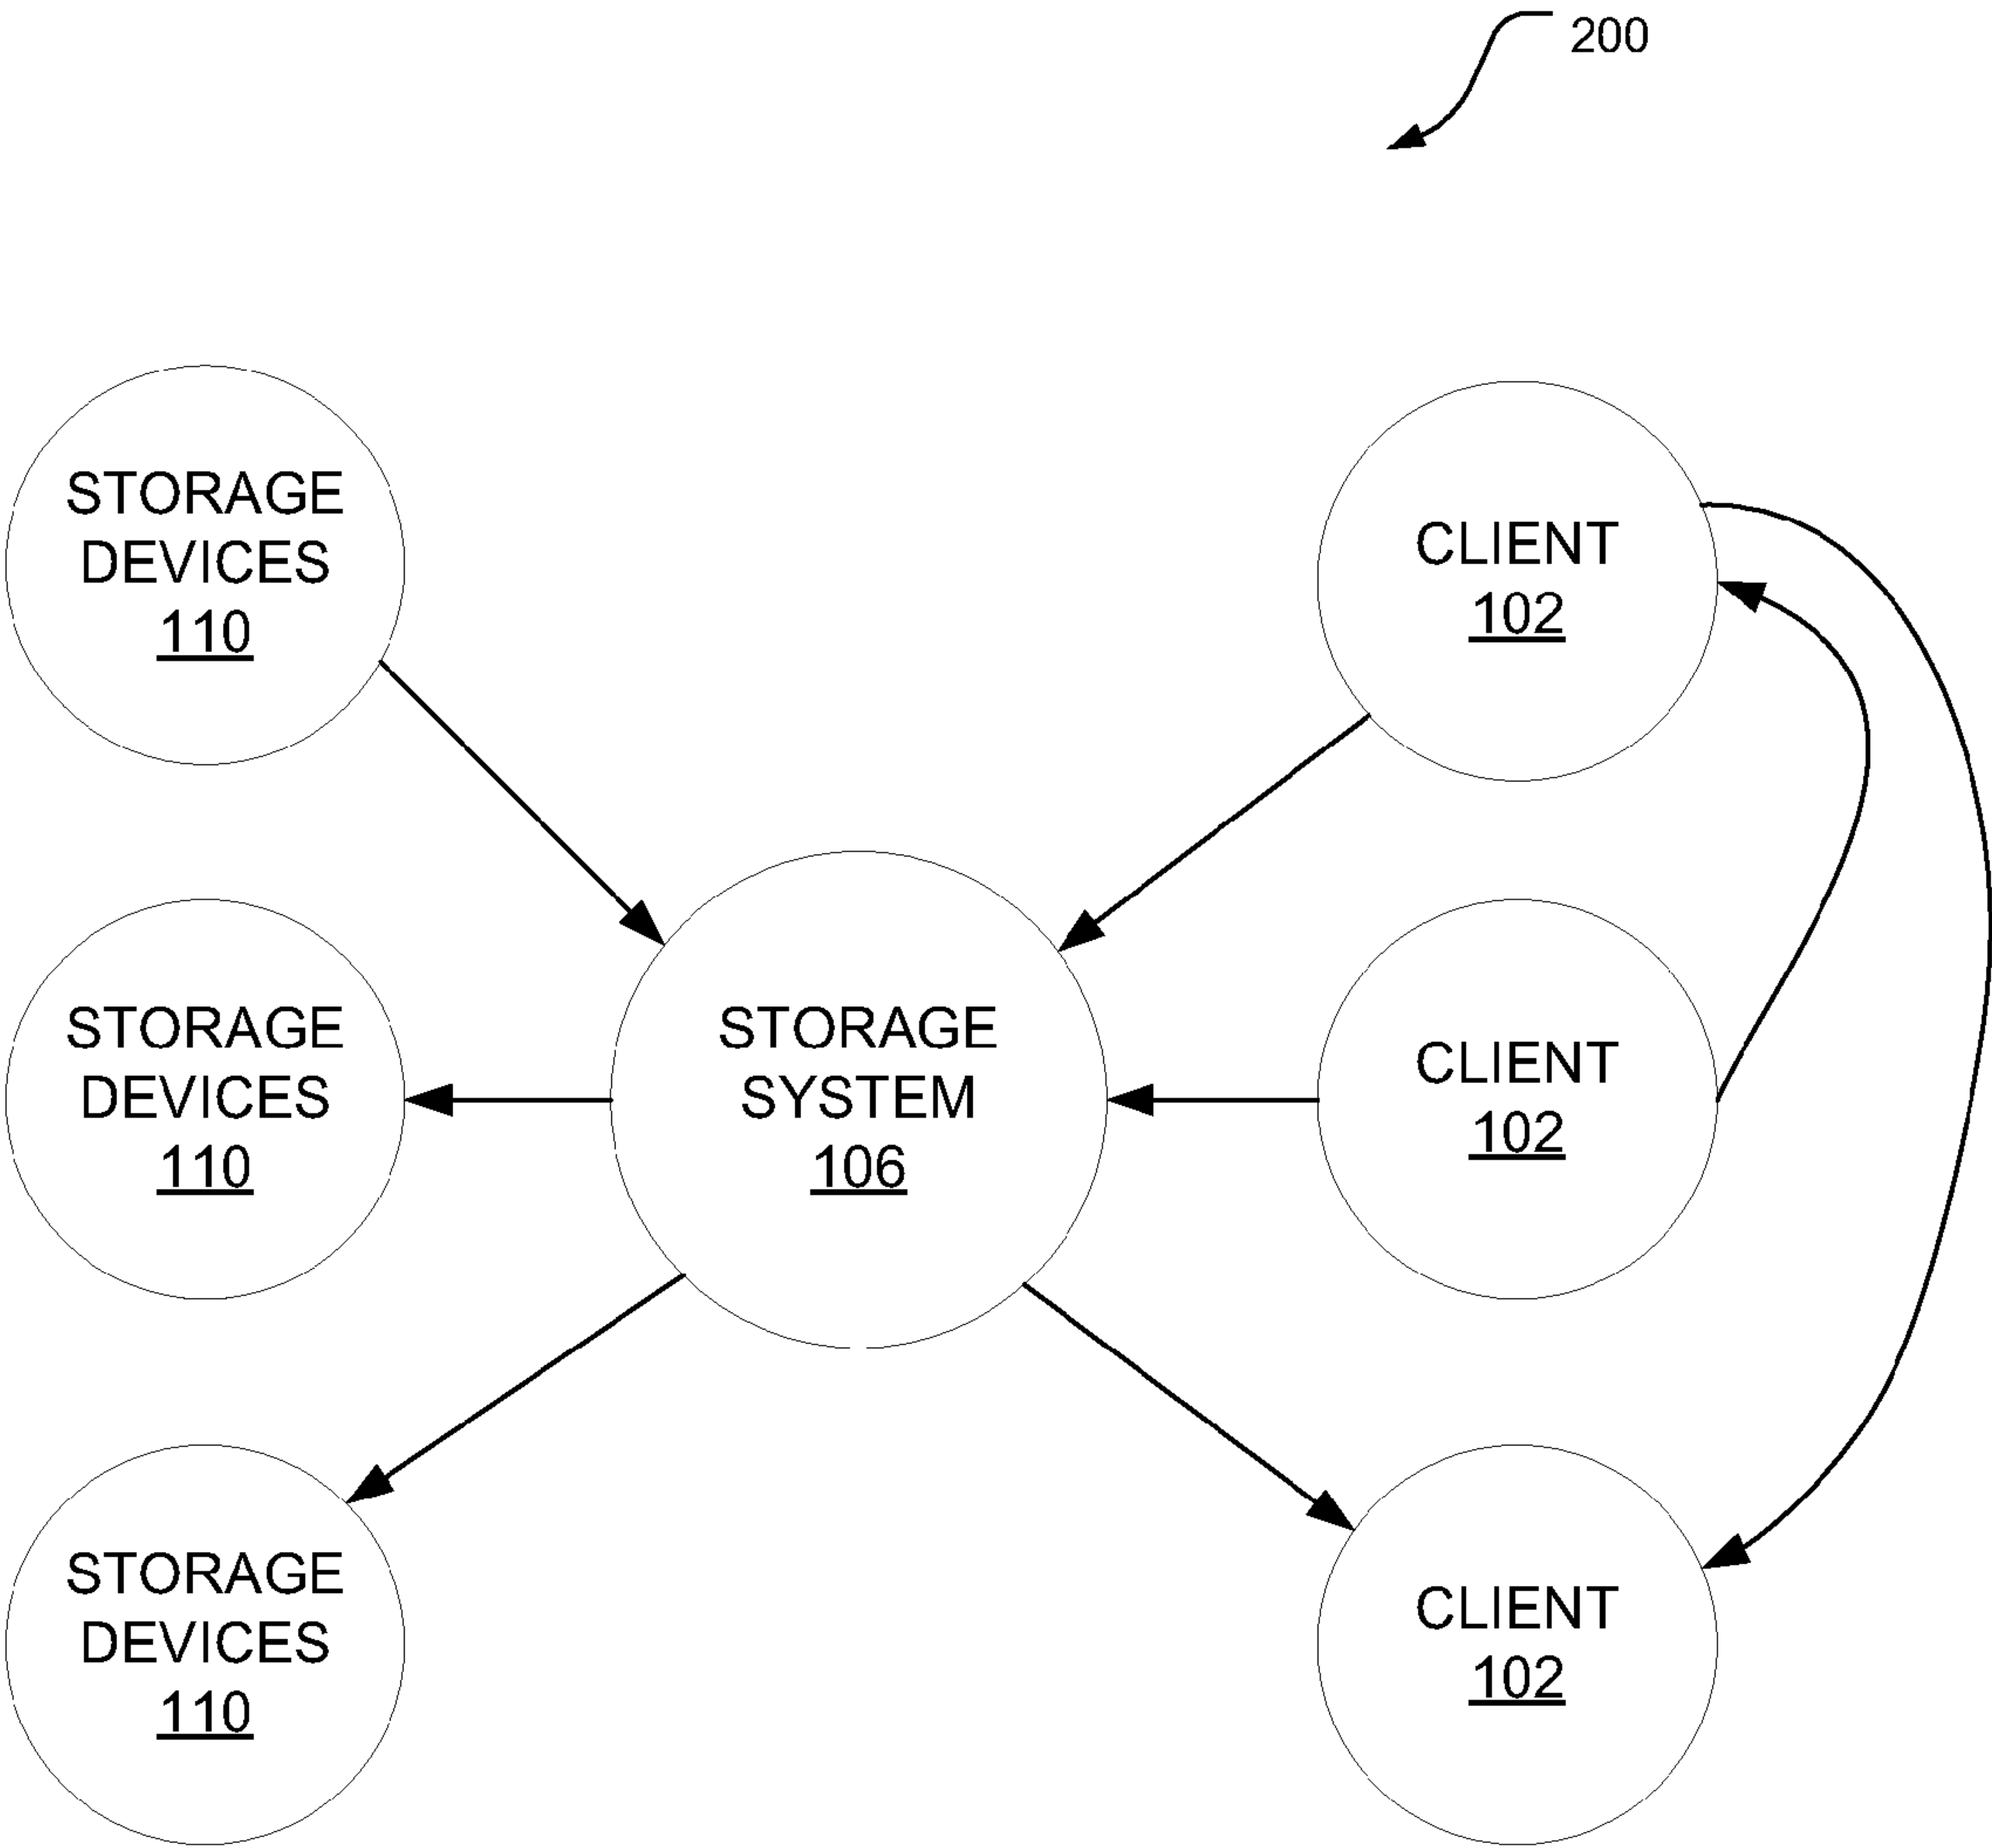 200
STORAGE
DEVICES
110
CLIENT
102
STORAGE
DEVICES
110
STORAGE
SYSTEM
106
CLIENT
102
STORAGE
DEVICES
110
CLIENT
102